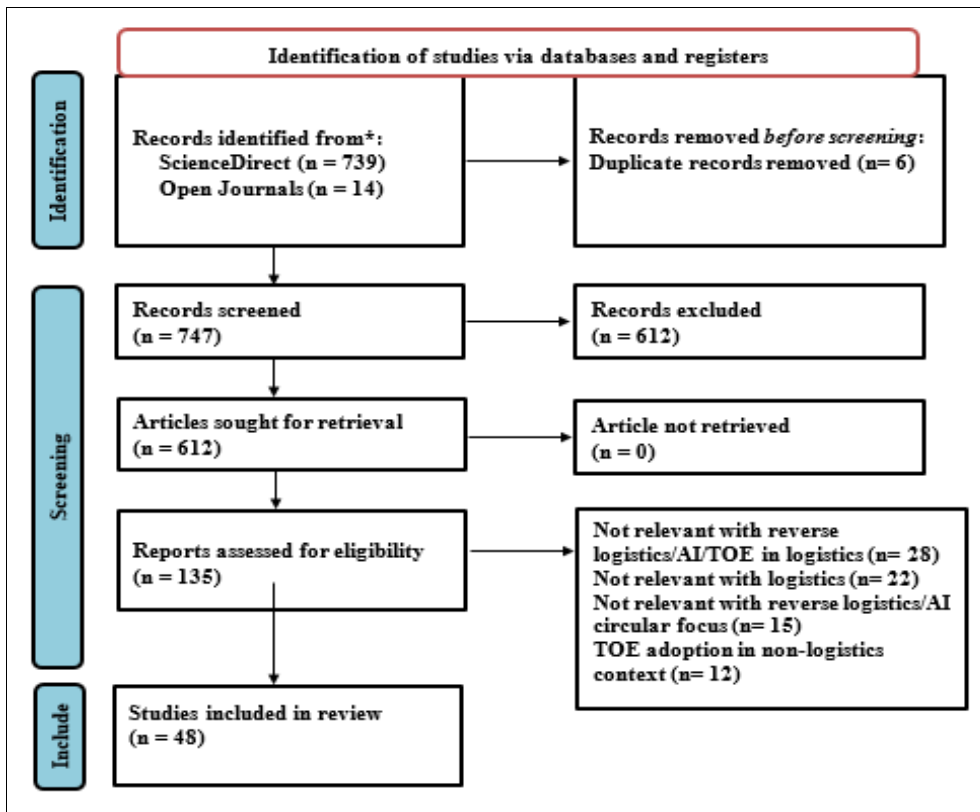 Identification of studies via databases and registers
Identification
Records identified from*:
ScienceDirect (n = 739)
Open Journals (n = 14)
Records removed before screening:
Duplicate records removed (n= 6)
Screening
Records screened
(n = 747)
Records excluded
(n = 612)
Articles sought for retrieval
(n = 612)
Article not retrieved
(n = 0)
Reports assessed for eligibility
(n = 135)
Not relevant with reverse
logistics/AI/TOE in logistics (n= 28)
Not relevant with logistics (n= 22)
Not relevant with reverse logistics/AI
circular focus (n= 15)
TOE adoption in non-logistics
context (n= 12)
Include
Studies included in review
(n = 48)